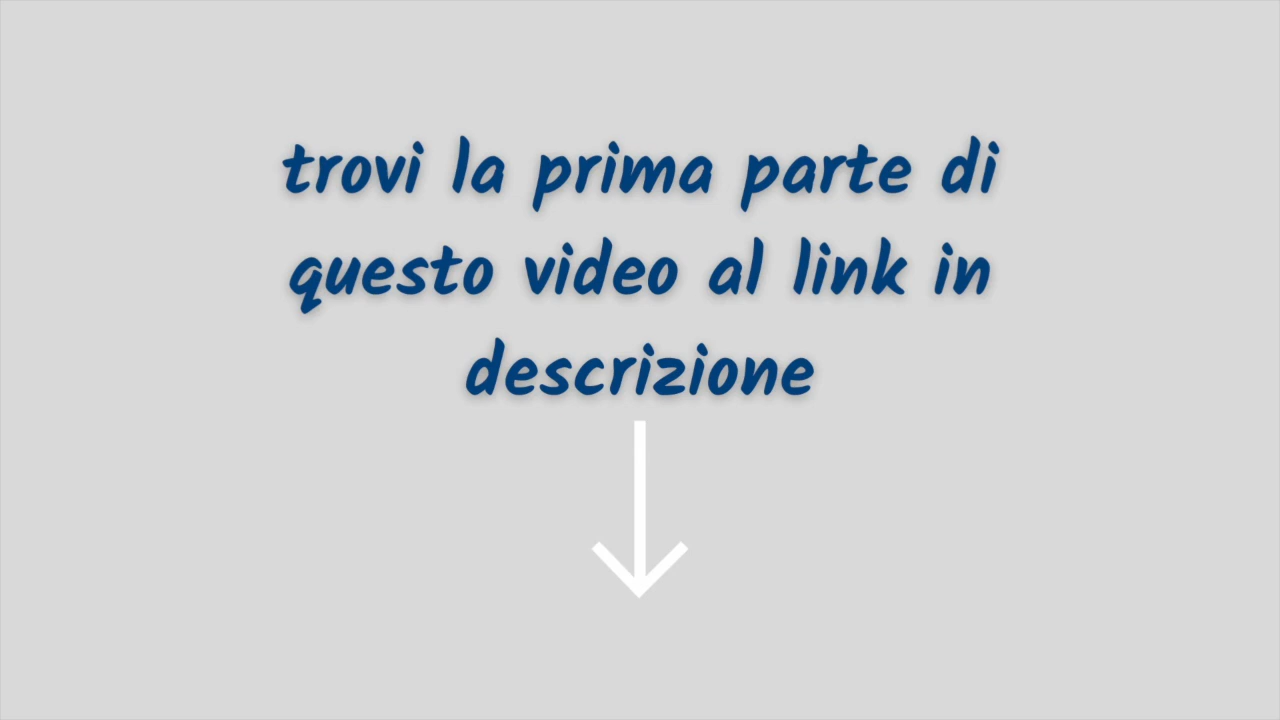 trovi la prima parte di
questo video al link in
descrizione